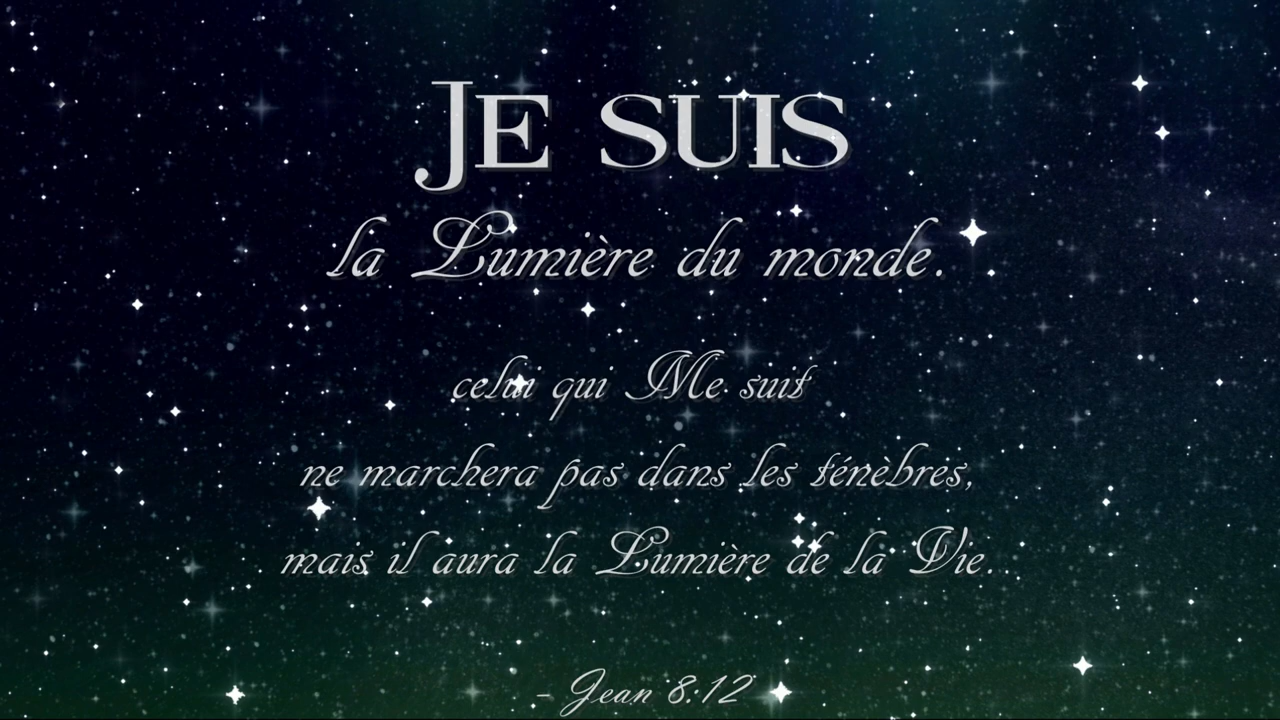 JE SUIS
la Lumière du monde.
celui qui Me suit
ne marchera pas dans les ténèbres,
mais il aura la Lumière de la Vie.
- Jean 8:12